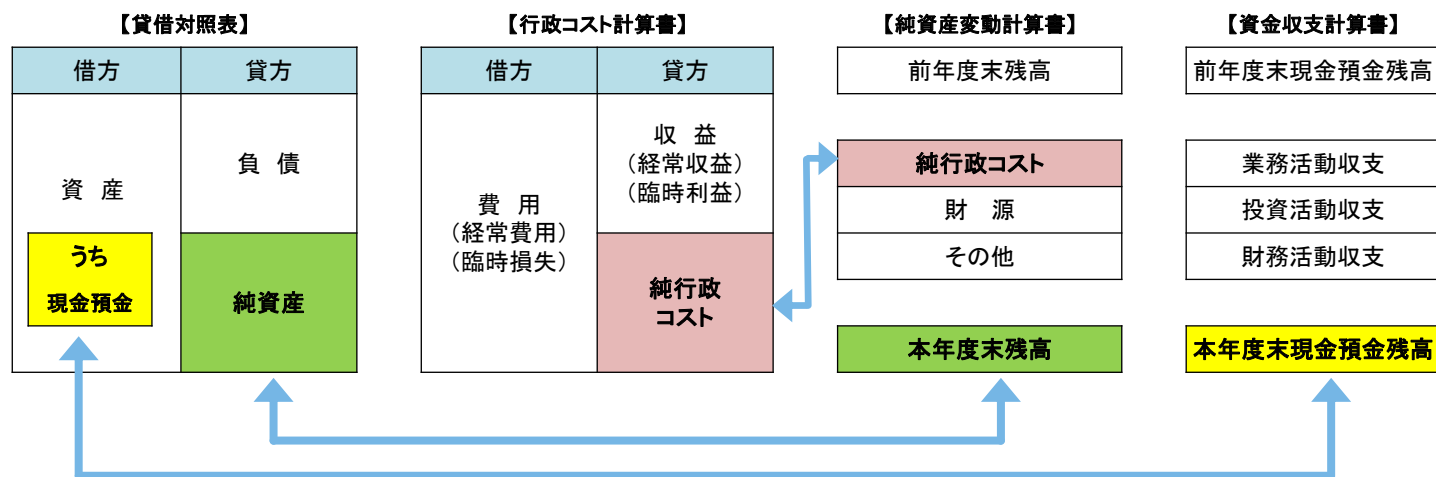 【貸借対照表】
借方
貸方
資 産
うち
現金預金
負 債
純資産
【行政コスト計算書】
借方
貸方
費 用
(経常費用)
(臨時損失)
収 益
(経常収益)
(臨時利益)
純行政
コスト
【純資産変動計算書】
前年度末残高
純行政コスト
財 源
その他
本年度末残高
【資金収支計算書】
前年度末現金預金残高
業務活動収支
投資活動収支
財務活動収支
本年度末現金預金残高